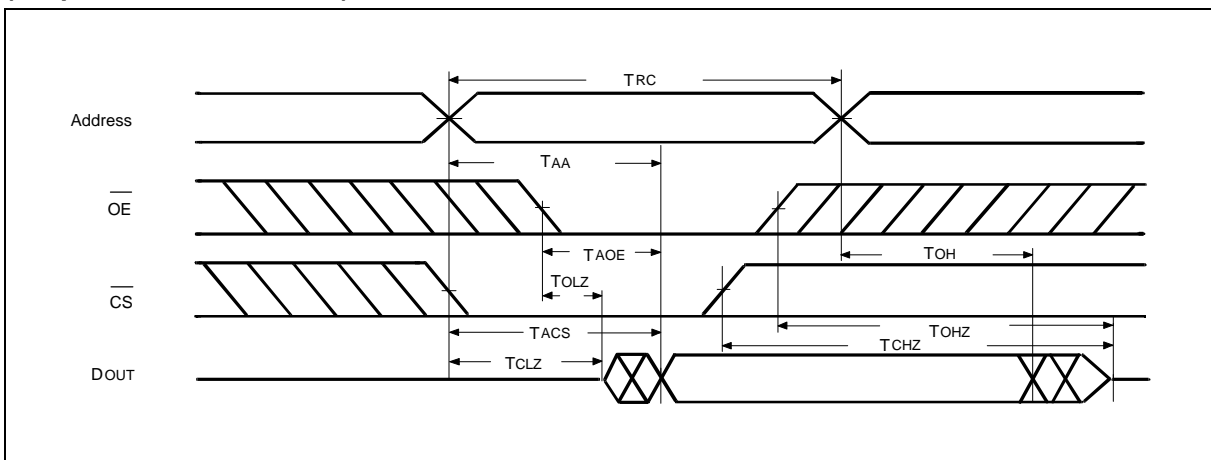 TRC
Address
TAA
OE
TAOE
TOH
TOLZ
CS
TACS
TOHZ
TCHZ
TCLZ
DOUT